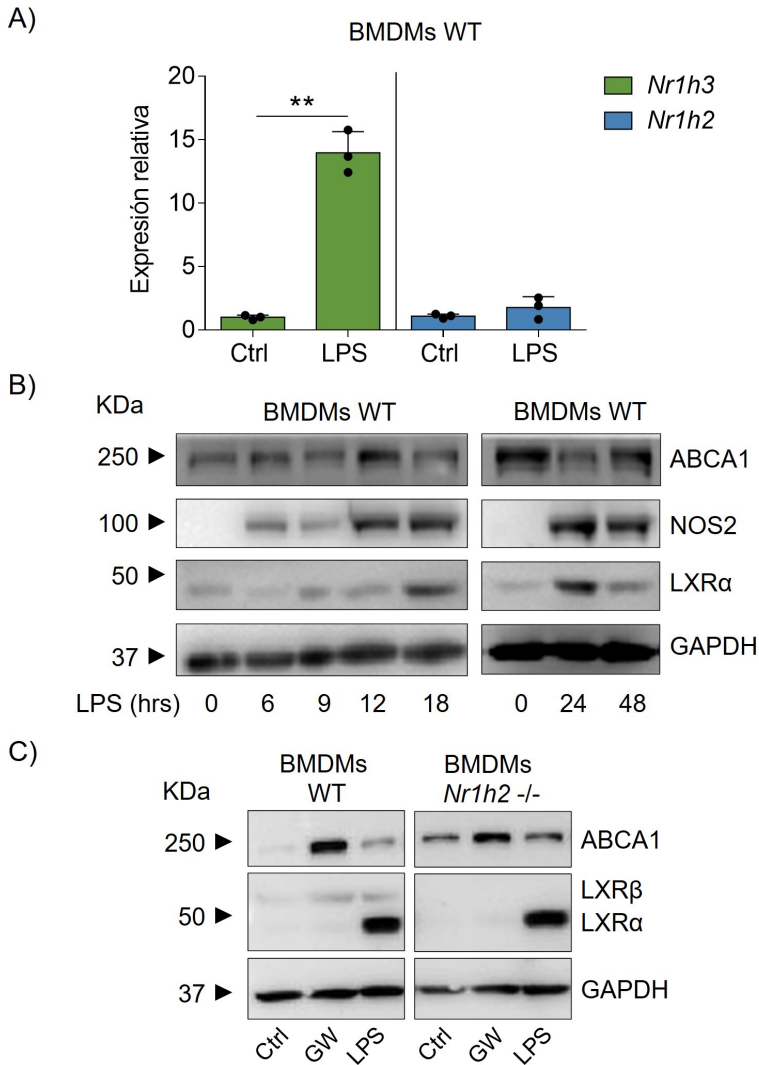 A)
BMDMs WT
20
15
10
5
0
Expresión relativa
**
Nr1h3
Nr1h2
Ctrl LPS Ctrl LPS
B)
KDa
BMDMs WT BMDMs WT
250 ABCA1
100 NOS2
50 LXRα
37 GAPDH
LPS (hrs) 0 6 9 12 18 0 24 48
C)
KDa
BMDMs WT
BMDMs Nr1h2 -/-
250 ABCA1
LXRβ
50 LXRα
37 GAPDH
Ctrl GW LPS Ctrl GW LPS